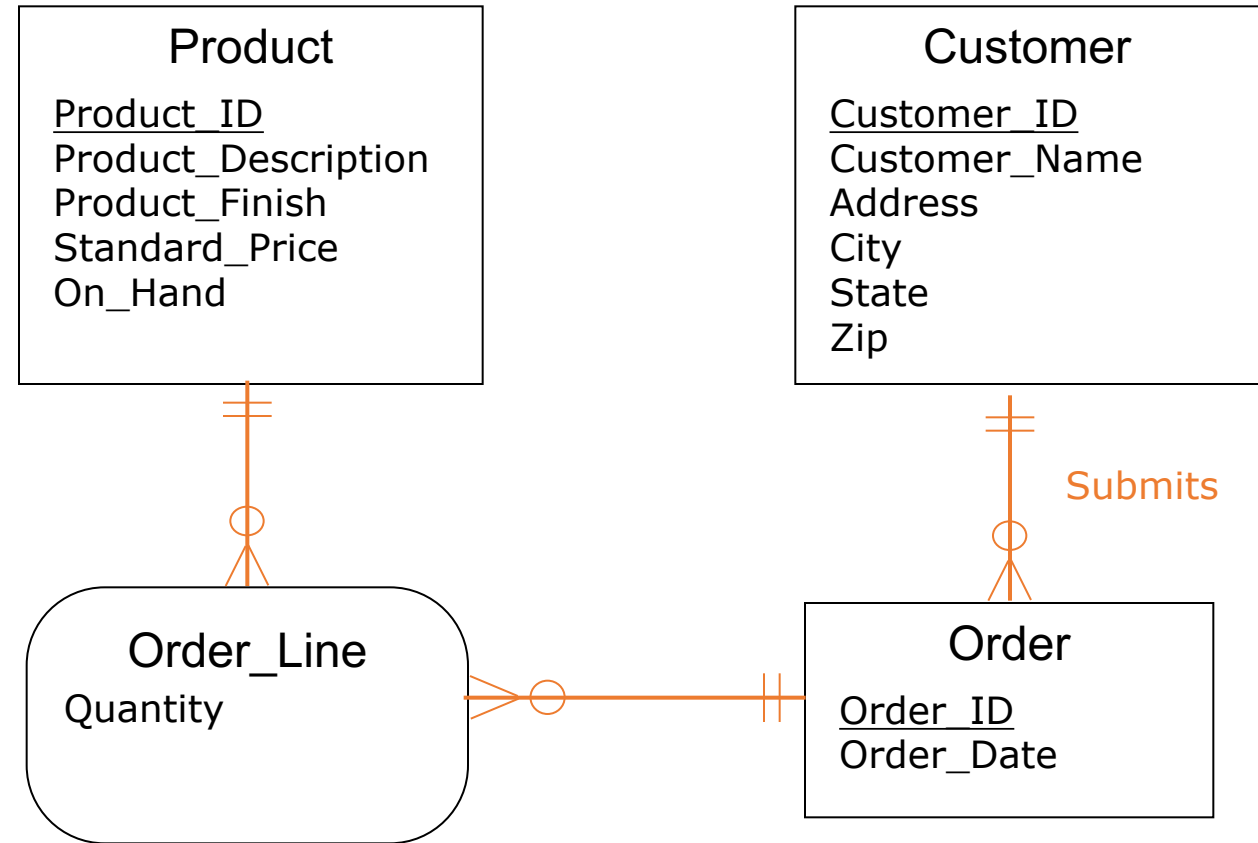 Product
Product_ID
Product_Description
Product_Finish
Standard_Price
On_Hand
Customer
Customer_ID
Customer_Name
Address
City
State
Zip
Submits
Order_Line
Quantity
Order
Order_ID
Order_Date